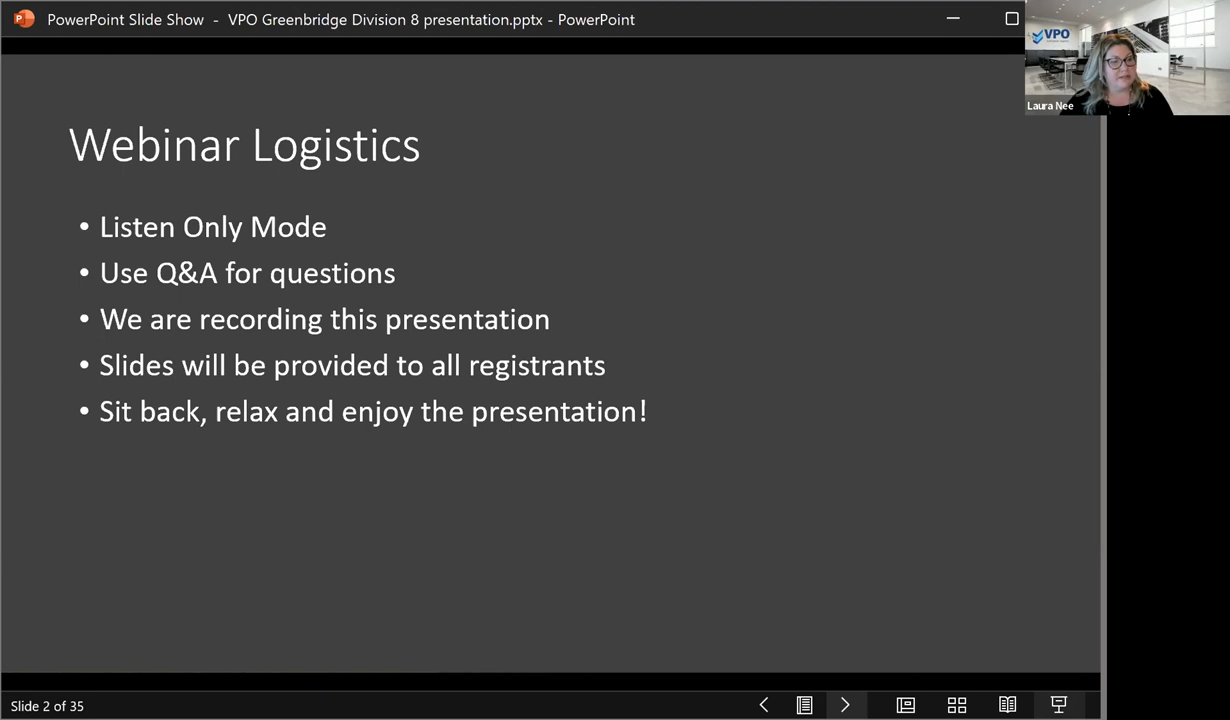 PowerPoint Slide Show - VPO Greenbridge Division 8 presentation.pptx - PowerPoint
VPO
Laura Nee
Webinar Logistics
• Listen Only Mode
• Use Q&A for questions
• We are recording this presentation
• Slides will be provided to all registrants
• Sit back, relax and enjoy the presentation!
Slide 2 of 35